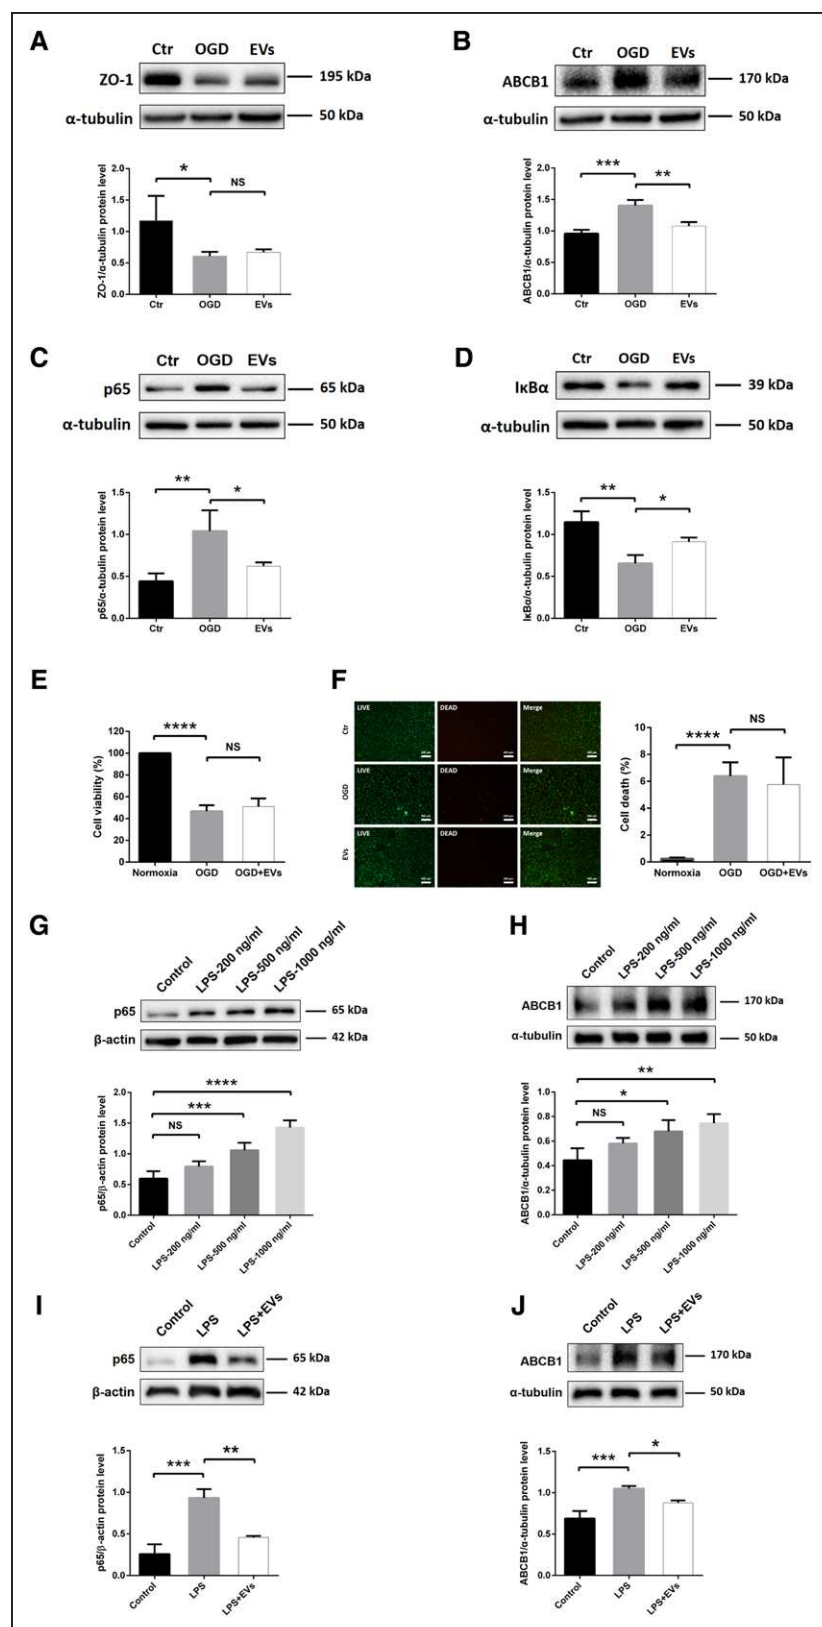 A
Ctr OGD EVs
ZO-1 195 kDa
α-tubulin 50 kDa
ZO-1/α-tubulin protein level
2.0
1.5
1.0
0.5
0.0
* NS
Ctr OGD EVs
B
Ctr OGD EVs
ABCB1 170 kDa
α-tubulin 50 kDa
ABCB1/α-tubulin protein level
2.0
1.5
1.0
0.5
0.0
*** **
Ctr OGD EVs
C
Ctr OGD EVs
p65 65 kDa
α-tubulin 50 kDa
p65/α-tubulin protein level
1.5
1.0
0.5
0.0
** *
Ctr OGD EVs
D
Ctr OGD EVs
IκBα 39 kDa
α-tubulin 50 kDa
IκBα/α-tubulin protein level
1.5
1.0
0.5
0.0
** *
Ctr OGD EVs
E
Cell viability (%)
120
100
80
60
40
20
0
**** NS
Normoxia OGD OGD+EVs
F
LIVE DEAD Merge
Ctr
LIVE DEAD Merge
OGD
LIVE DEAD Merge
EVs
Cell death (%)
10
8
6
4
2
0
**** NS
Normoxia OGD OGD+EVs
G
Control LPS-200 ng/ml LPS-500 ng/ml LPS-1000 ng/ml
p65 65 kDa
β-actin 42 kDa
p65/β-actin protein level
2.0
1.5
1.0
0.5
0.0
****
***
NS
Control LPS-200 ng/ml LPS-500 ng/ml LPS-1000 ng/ml
H
Control LPS-200 ng/ml LPS-500 ng/ml LPS-1000 ng/ml
ABCB1 170 kDa
α-tubulin 50 kDa
ABCB1/α-tubulin protein level
1.0
0.8
0.6
0.4
0.2
0.0
**
*
NS
Control LPS-200 ng/ml LPS-500 ng/ml LPS-1000 ng/ml
I
Control LPS LPS+EVs
p65 65 kDa
β-actin 42 kDa
p65/β-actin protein level
1.5
1.0
0.5
0.0
*** **
Control LPS LPS+EVs
J
Control LPS LPS+EVs
ABCB1 170 kDa
α-tubulin 50 kDa
ABCB1/α-tubulin protein level
1.5
1.0
0.5
0.0
*** *
Control LPS LPS+EVs